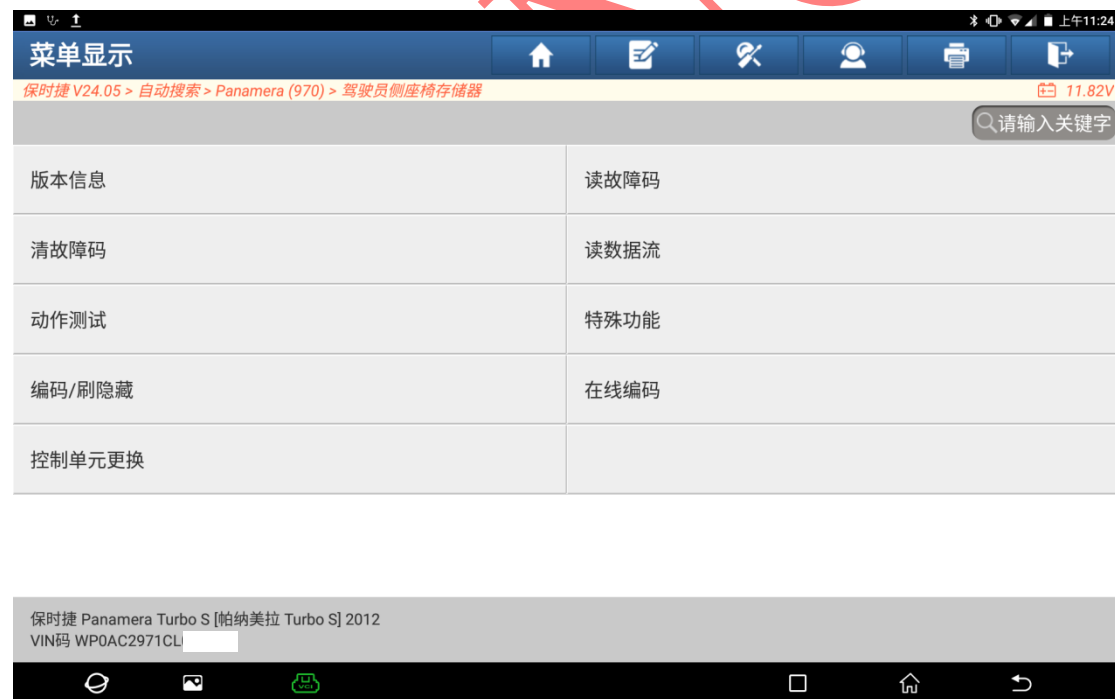 上午11:24
菜单显示
保时捷 V24.05 > 自动搜索 > Panamera (970) > 驾驶员侧座椅存储器
11.82V
请输入关键字
版本信息
读故障码
清故障码
读数据流
动作测试
特殊功能
编码/刷隐藏
在线编码
控制单元更换
保时捷 Panamera Turbo S [帕纳美拉 Turbo S] 2012
VIN码 WP0AC2971CL
VCI